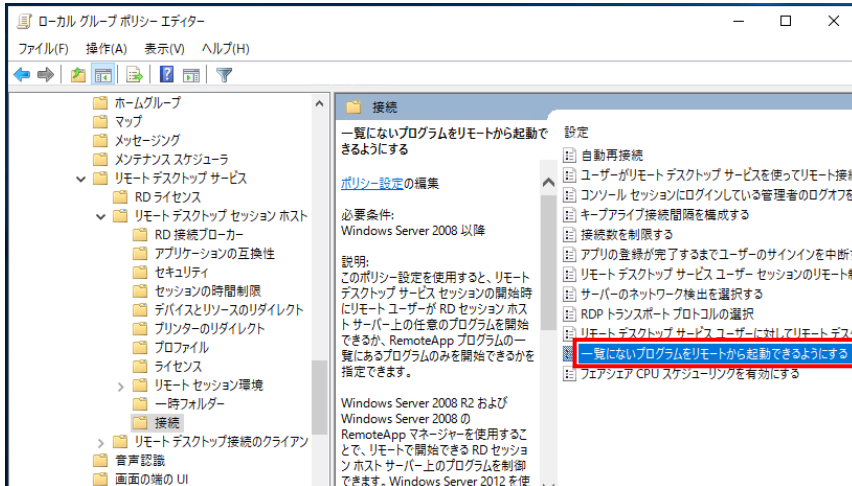 ローカル グループ ポリシー エディター
ファイル(F) 操作(A) 表示(V) ヘルプ(H)
ホームグループ
マップ
メッセージング
メンテナンス スケジューラ
リモート デスクトップ サービス
RD ライセンス
リモート デスクトップ セッション ホスト
RD 接続ブローカー
アプリケーションの互換性
セキュリティ
セッションの時間制限
デバイスとリソースのリダイレクト
プリンターのリダイレクト
プロファイル
ライセンス
リモート セッション環境
一時フォルダー
接続
リモート デスクトップ接続のクライアン
音声認識
画面の端の UI
接続
一覧にないプログラムをリモートから起動で
きるようにする
ポリシー設定の編集
必要条件:
Windows Server 2008 以降
説明:
このポリシー設定を使用すると、リモート
デスクトップ サービス セッションの開始時
にリモート ユーザーが RD セッション ホス
ト サーバー上の任意のプログラムを開始
できるか、RemoteApp プログラムの一
覧にあるプログラムのみを開始できるかを
指定できます。
Windows Server 2008 R2 および
Windows Server 2008 の
RemoteApp マネージャーを使用するこ
とで、リモートで開始できる RD セッショ
ン ホスト サーバー上のプログラムを制御
できます。Windows Server 2012 を使
設定
自動再接続
ユーザーがリモート デスクトップ サービスを使ってリモート接続
コンソール セッションにログインしている管理者のログオフを
キープアライブ接続間隔を構成する
接続数を制限する
アプリの登録が完了するまでユーザーのサインインを中断
リモート デスクトップ サービス ユーザー セッションのリモート
サーバーのネットワーク検出を選択する
RDP トランスポート プロトコルの選択
リモート デスクトップ サービス ユーザーに対してリモート デス
一覧にないプログラムをリモートから起動できるようにする
フェアシェア CPU スケジューリングを有効にする